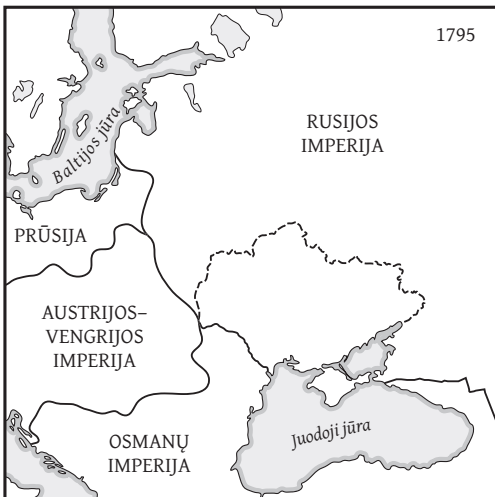 1795
RUSIJOS
IMPERIJA
Baltijos jūra
PRŪSIJA
AUSTRIJOS–
VENGRIJOS
IMPERIJA
OSMANŲ
IMPERIJA
Juodoji jūra